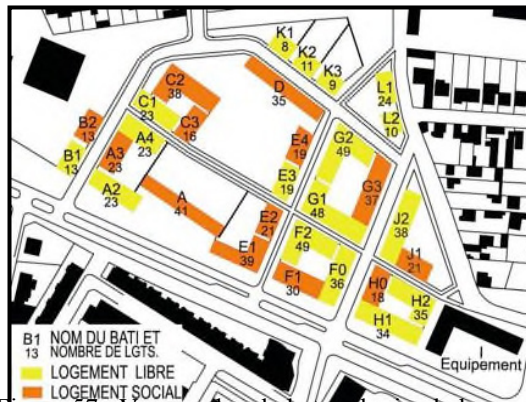 K1
8
K2
11
K3
9
C2
38
D
35
L1
24
C1
23
C3
16
L2
10
B2
13
A4
23
E4
19
G2
49
B1
13
A3
23
E3
19
G3
37
A2
23
A
41
G1
48
J2
38
E2
21
F2
49
E1
39
J1
21
F0
36
F1
30
H0
18
H2
35
H1
34
I
Equipement
B1 NOM DU BATI ET
13 NOMBRE DE LGTS.
LOGEMENT LIBRE
LOGEMENT SOCIAL